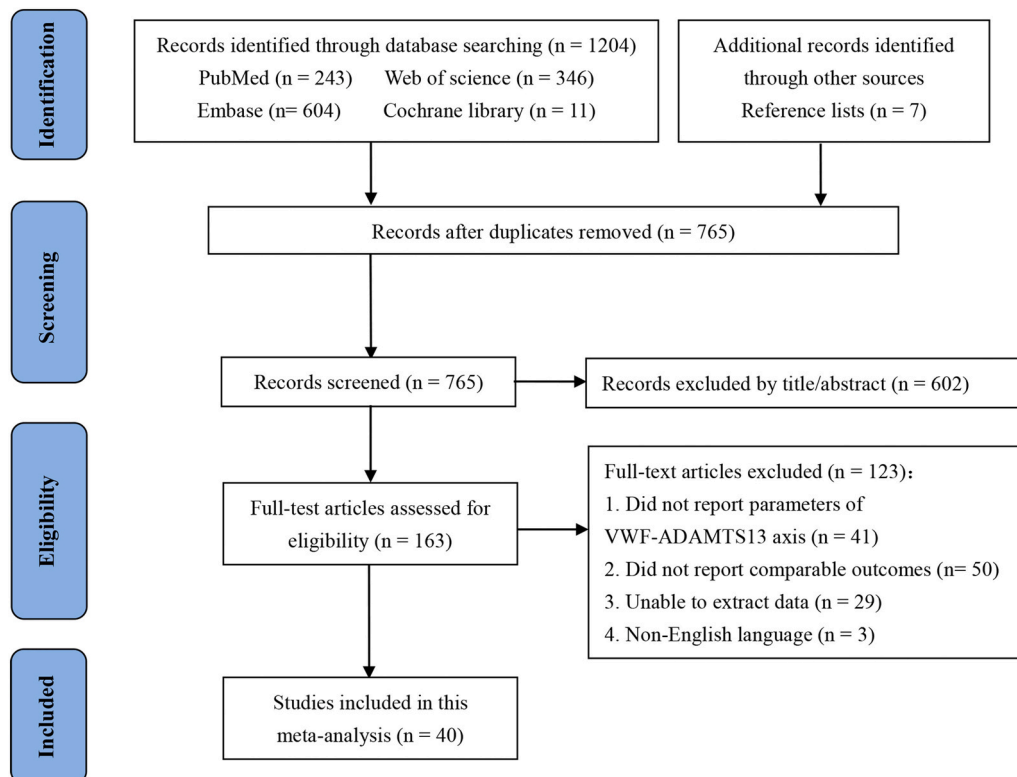 Identification
Records identified through database searching (n = 1204)
PubMed (n = 243) Web of science (n = 346)
Embase (n= 604) Cochrane library (n = 11)
Additional records identified
through other sources
Reference lists (n = 7)
Screening
Records after duplicates removed (n = 765)
Records screened (n = 765)
Records excluded by title/abstract (n = 602)
Eligibility
Full-test articles assessed for
eligibility (n = 163)
Full-text articles excluded (n = 123)：
1. Did not report parameters of
VWF-ADAMTS13 axis (n = 41)
2. Did not report comparable outcomes (n= 50)
3. Unable to extract data (n = 29)
4. Non-English language (n = 3)
Included
Studies included in this
meta-analysis (n = 40)